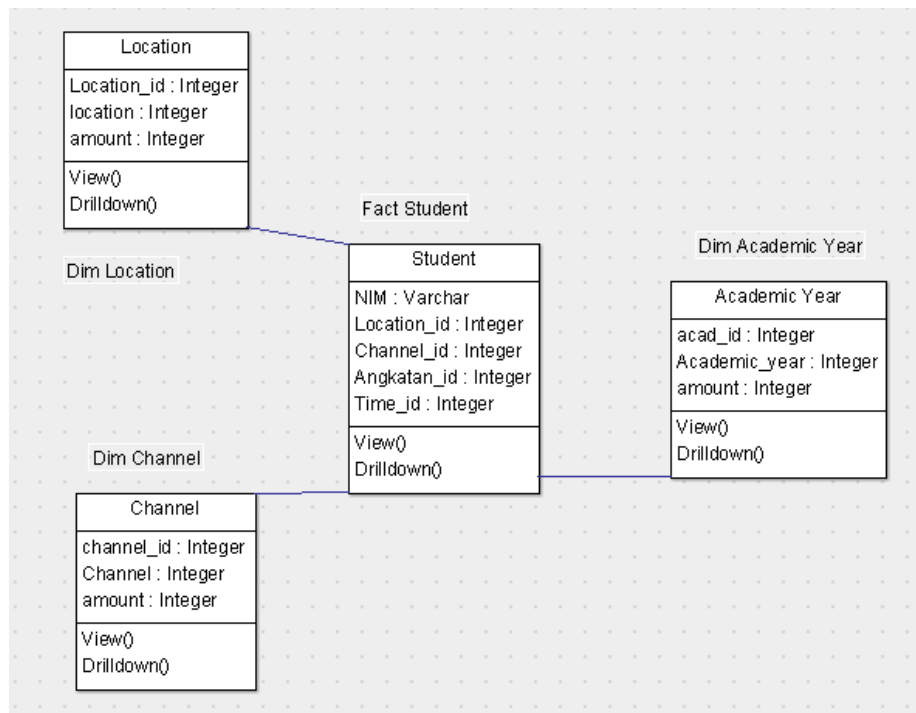 Location
Location_id : Integer
location : Integer
amount : Integer
View()
Drilldown()
Dim Location
Fact Student
Student
NIM : Varchar
Location_id : Integer
Channel_id : Integer
Angkatan_id : Integer
Time_id : Integer
View()
Drilldown()
Dim Academic Year
Academic Year
acad_id : Integer
Academic_year : Integer
amount : Integer
View()
Drilldown()
Dim Channel
Channel
channel_id : Integer
Channel : Integer
amount : Integer
View()
Drilldown()